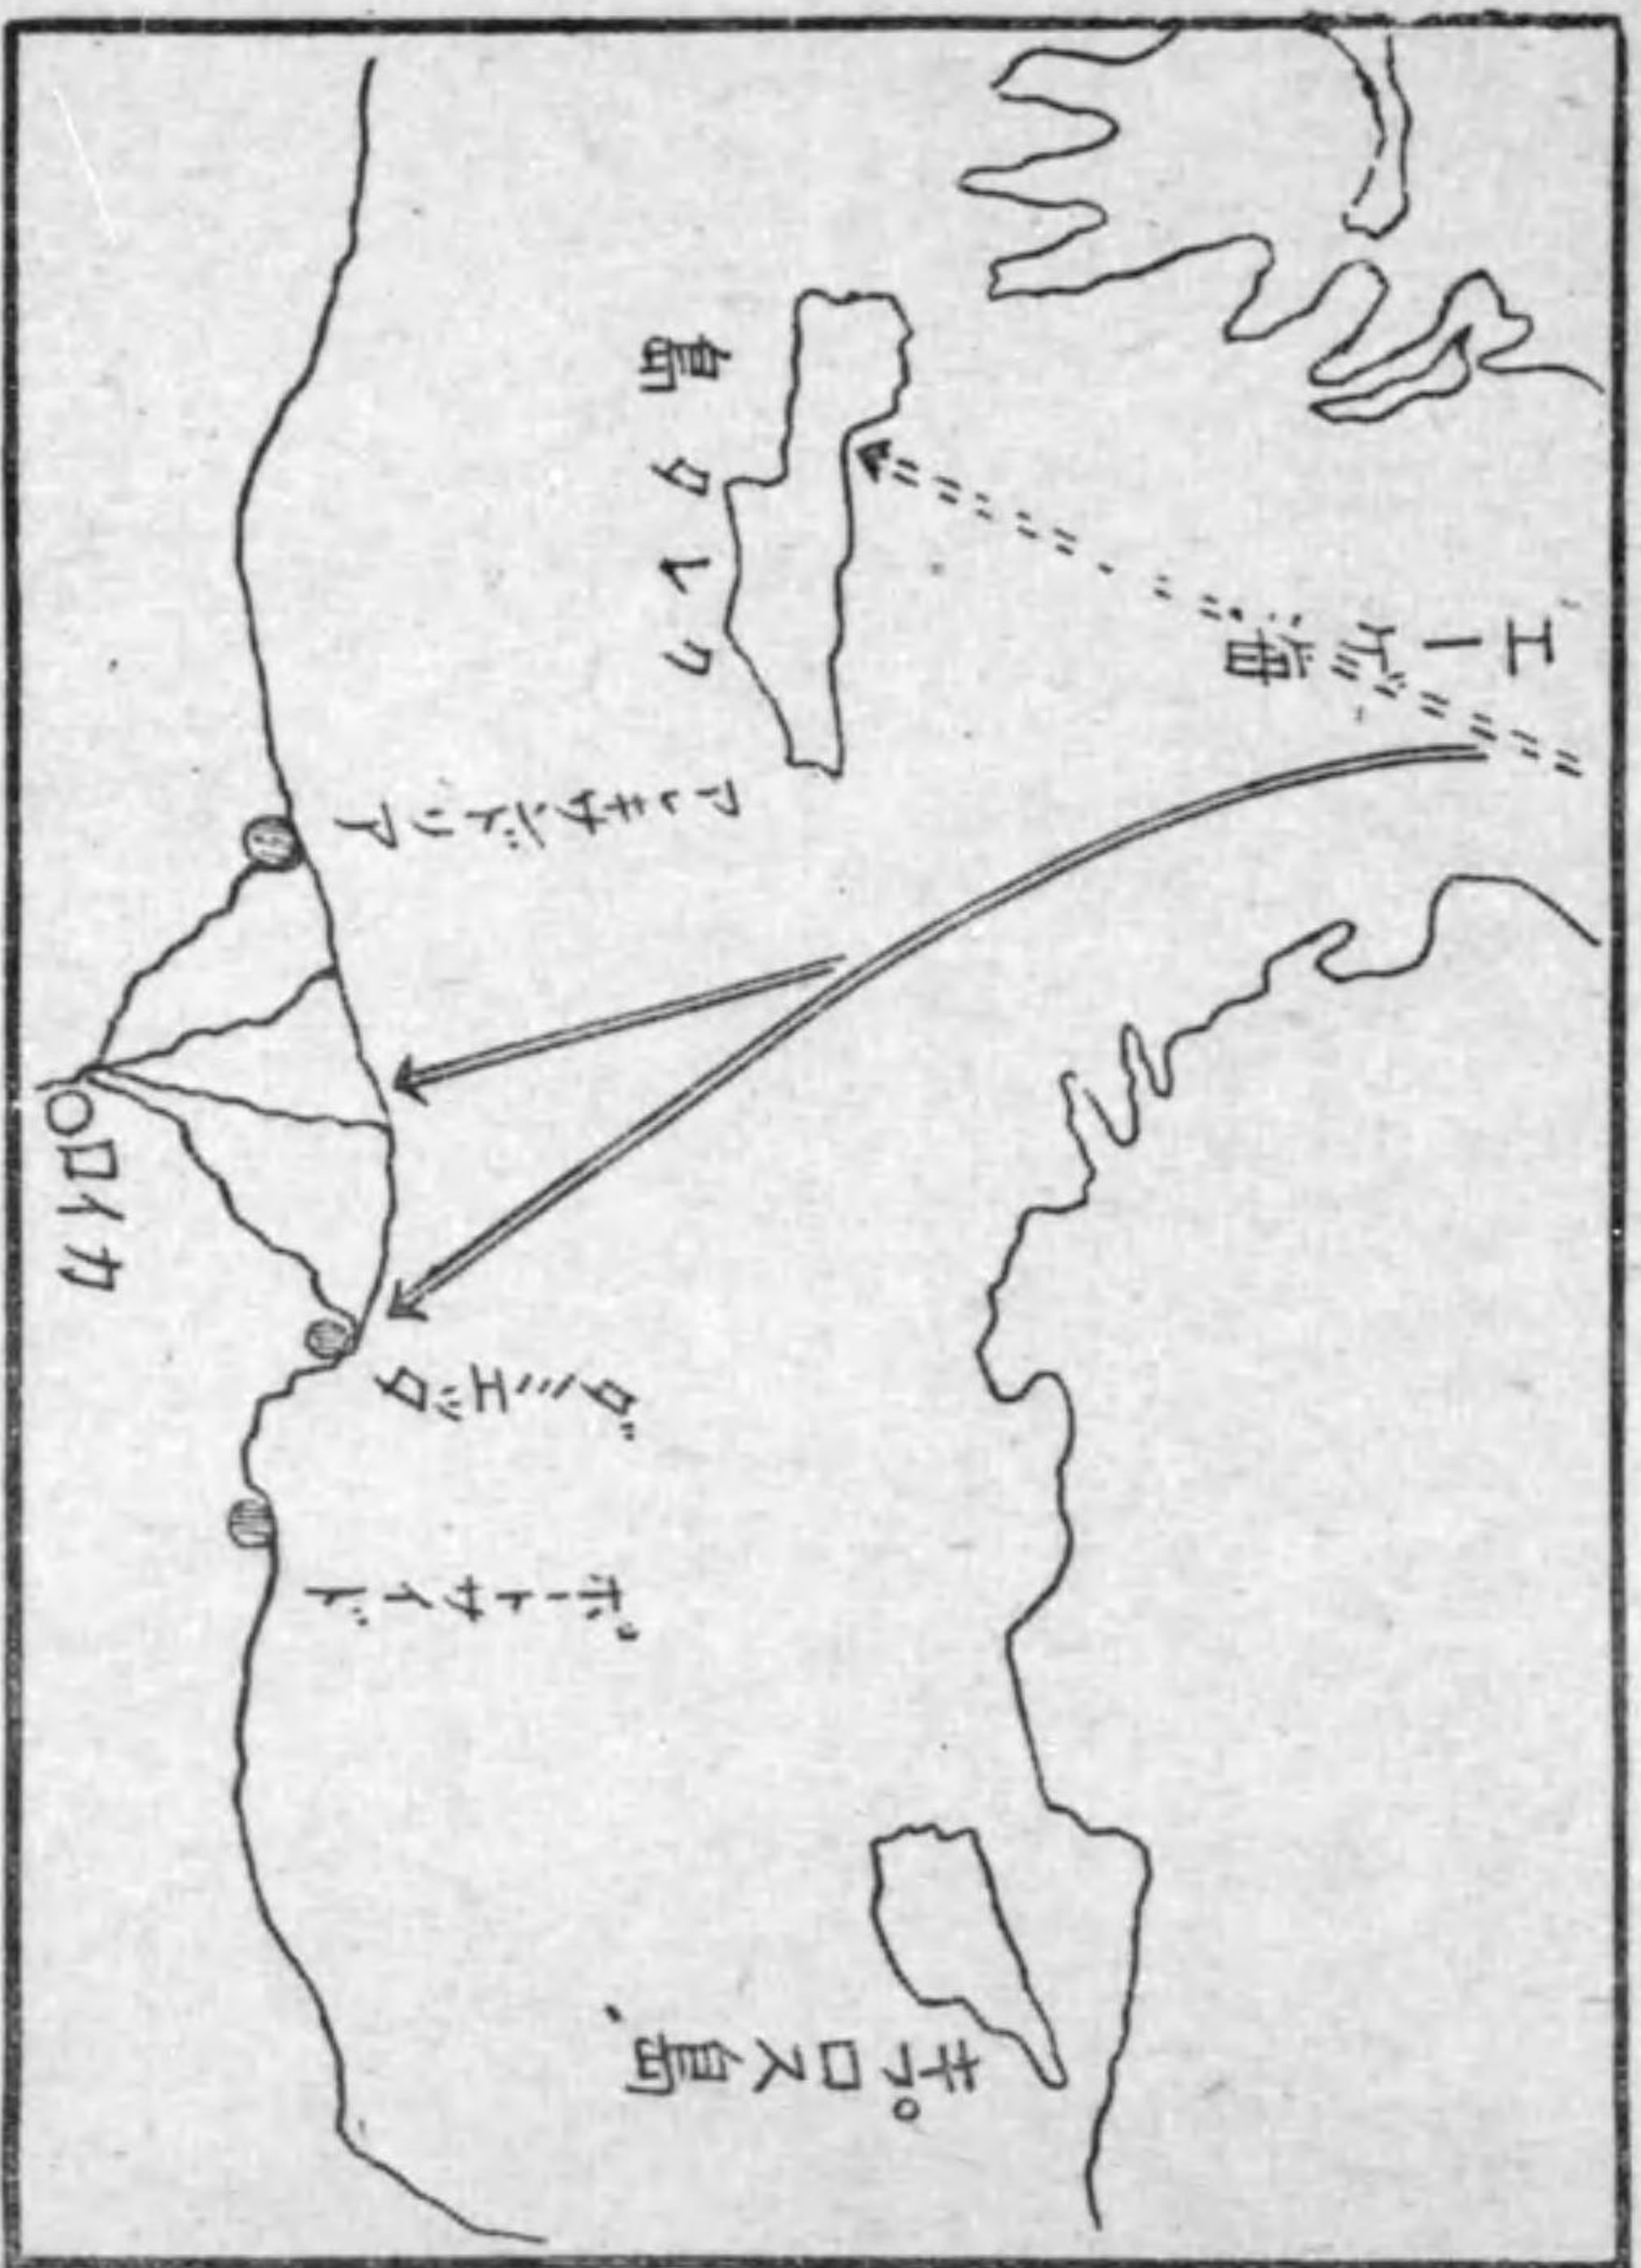 エーゲ海
クレタ島
キプロス島
アレキサンドリア
ダミエツタ
ポートサイド
カイロ